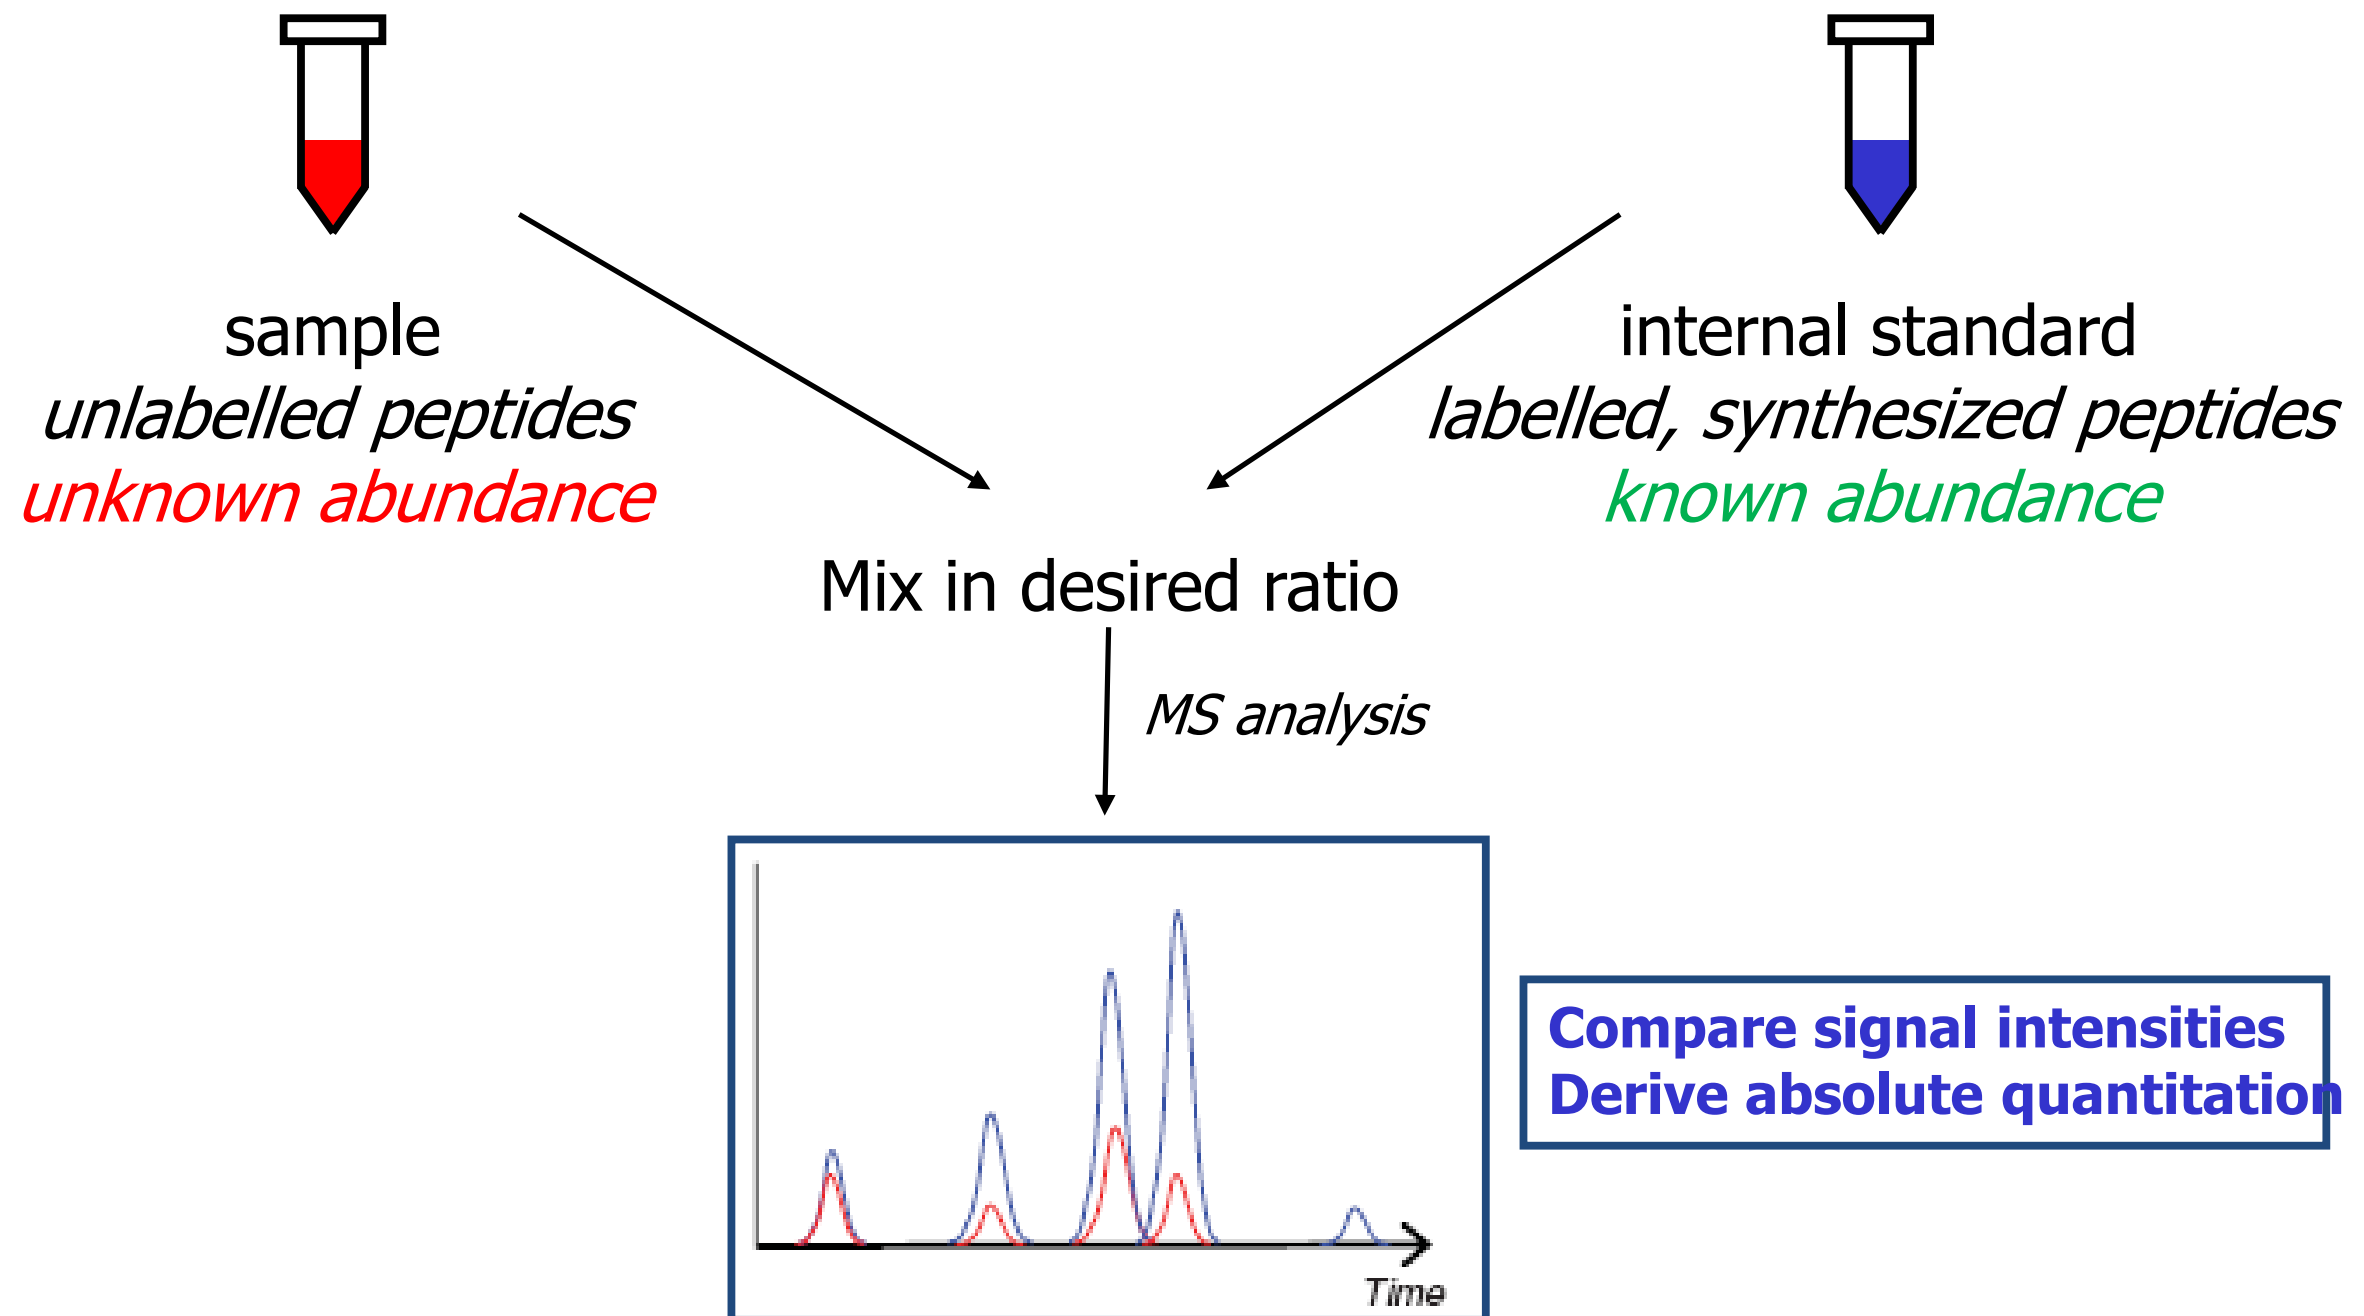 sample
unlabelled peptides
unknown abundance
internal standard
labelled, synthesized peptides
known abundance
Mix in desired ratio
MS analysis
Compare signal intensities
Derive absolute quantitation
Time